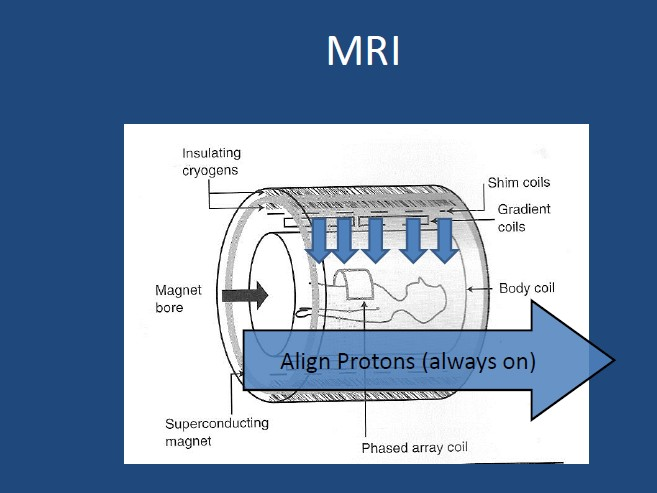 MRI
Insulating
cryogens
Shim coils
Gradient
coils
Magnet
bore
Body coil
Align Protons (always on)
Superconducting
magnet
Phased array coil